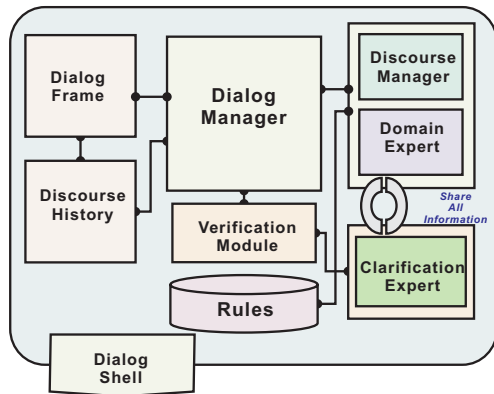 Dialog
Frame
Dialog
Manager
Discourse
Manager
Domain
Expert
Discourse
History
Share
All
Information
Verification
Module
Clarification
Expert
Rules
Dialog
Shell